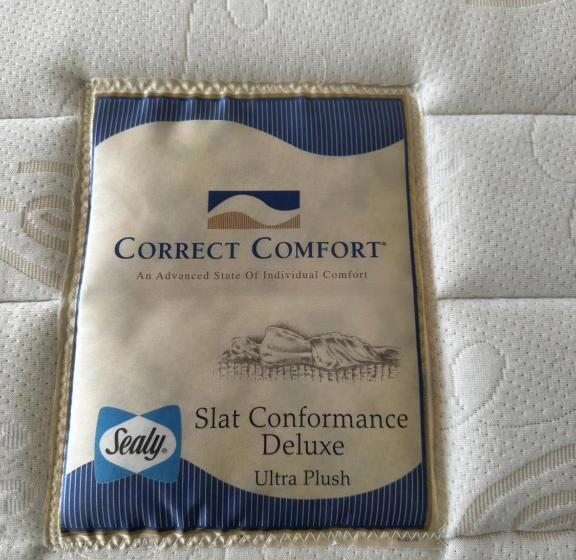 CORRECT COMFORT®
An Advanced State Of Individual Comfort
Slat Conformance
Deluxe
Sealy®
Ultra Plush